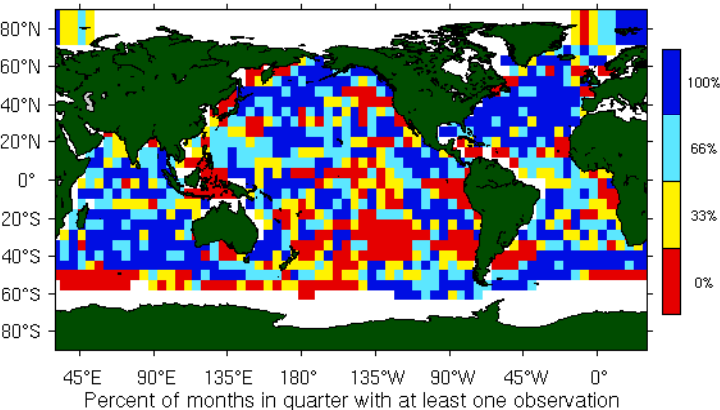 80°N
60°N
40°N
20°N
0°
20°S
40°S
60°S
80°S
100%
66%
33%
0%
45°E 90°E 135°E 180° 135°W 90°W 45°W 0°
Percent of months in quarter with at least one observation